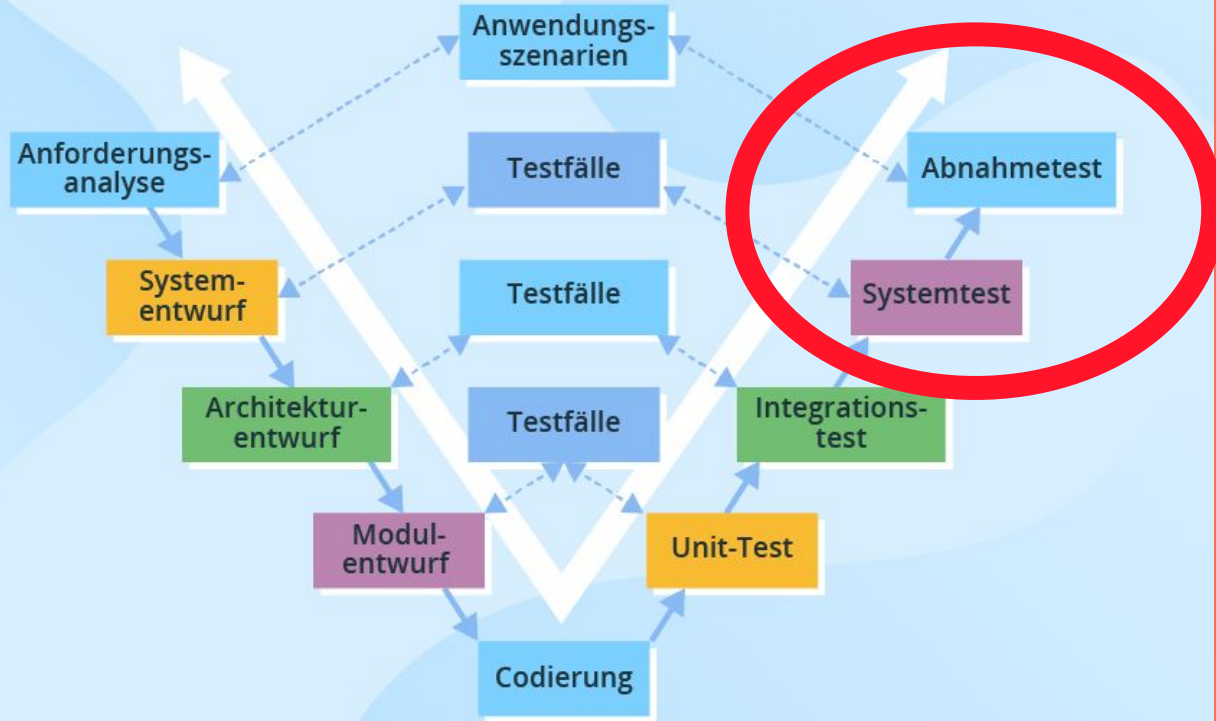 Anwendungs-
szenarien
Anforderungs-
analyse
Testfälle
Abnahmetest
System-
entwurf
Testfälle
Systemtest
Architektur-
entwurf
Testfälle
Integrations-
test
Modul-
entwurf
Unit-Test
Codierung